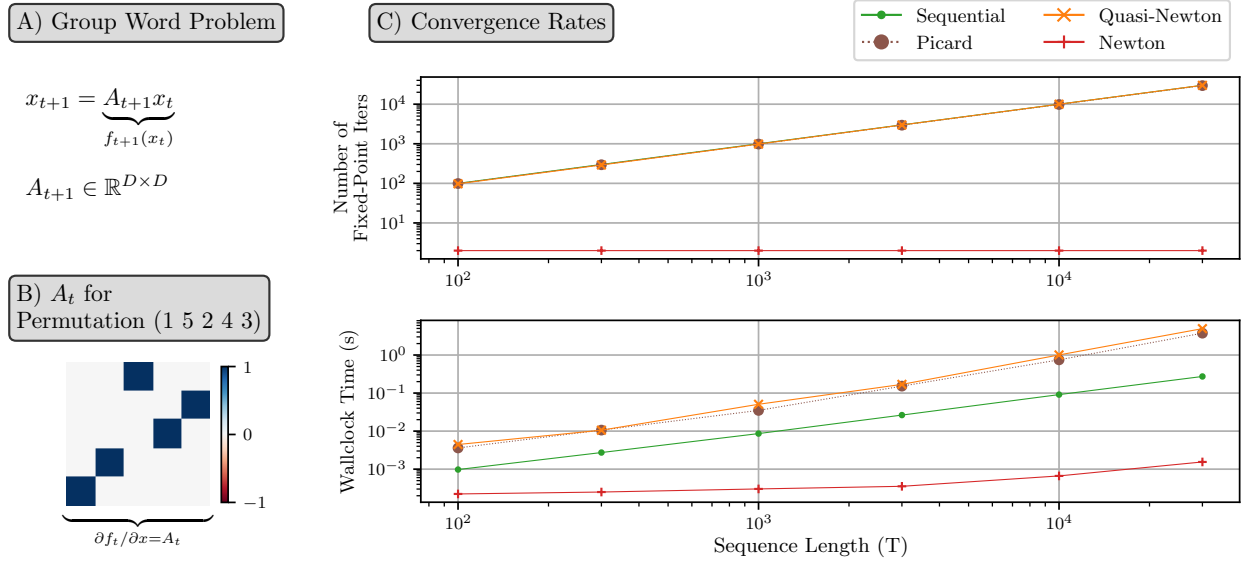 A) Group Word Problem
x_{t+1} = A_{t+1}x_t
f_{t+1}(x_t)
A_{t+1} ∈ ℝ^{D×D}
B) A_t for
Permutation (1 5 2 4 3)
1
0
−1
∂f_t/∂x=A_t
C) Convergence Rates
Sequential
Picard
Quasi-Newton
Newton
Number of
Fixed-Point Iters
10^4
10^3
10^2
10^1
10^2
10^3
10^4
Wallclock Time (s)
10^0
10^{−1}
10^{−2}
10^{−3}
10^2
10^3
10^4
Sequence Length (T)